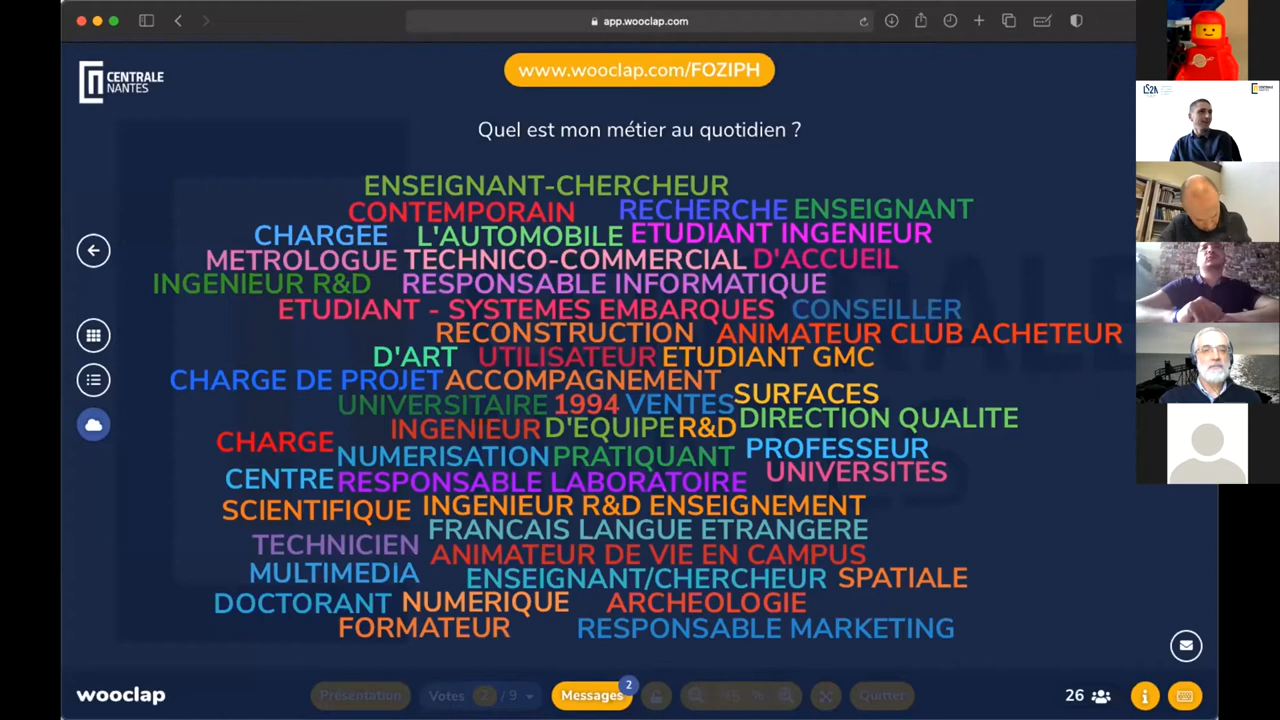 app.wooclap.com
CENTRALE
NANTES
www.wooclap.com/FOZIPH
LS2N
CENTRALE
Quel est mon métier au quotidien ?
ENSEIGNANT-CHERCHEUR
CONTEMPORAIN RECHERCHE ENSEIGNANT
CHARGEE L'AUTOMOBILE ETUDIANT INGENIEUR
METROLOGUE TECHNICO-COMMERCIAL D'ACCUEIL
INGENIEUR R&D RESPONSABLE INFORMATIQUE
ETUDIANT - SYSTEMES EMBARQUES CONSEILLER
RECONSTRUCTION ANIMATEUR CLUB ACHETEUR
D'ART UTILISATEUR ETUDIANT GMC
CHARGE DE PROJET ACCOMPAGNEMENT SURFACES
UNIVERSITAIRE 1994 VENTES DIRECTION QUALITE
CHARGE INGENIEUR D'EQUIPE R&D PROFESSEUR
NUMERISATION PRATIQUANT UNIVERSITES
CENTRE RESPONSABLE LABORATOIRE
SCIENTIFIQUE INGENIEUR R&D ENSEIGNEMENT
FRANCAIS LANGUE ETRANGERE
TECHNICIEN ANIMATEUR DE VIE EN CAMPUS
MULTIMEDIA ENSEIGNANT/CHERCHEUR SPATIALE
DOCTORANT NUMERIQUE ARCHEOLOGIE
FORMATEUR RESPONSABLE MARKETING
wooclap Présentation Votes 2 / 9 Messages 2 % Quitter 26